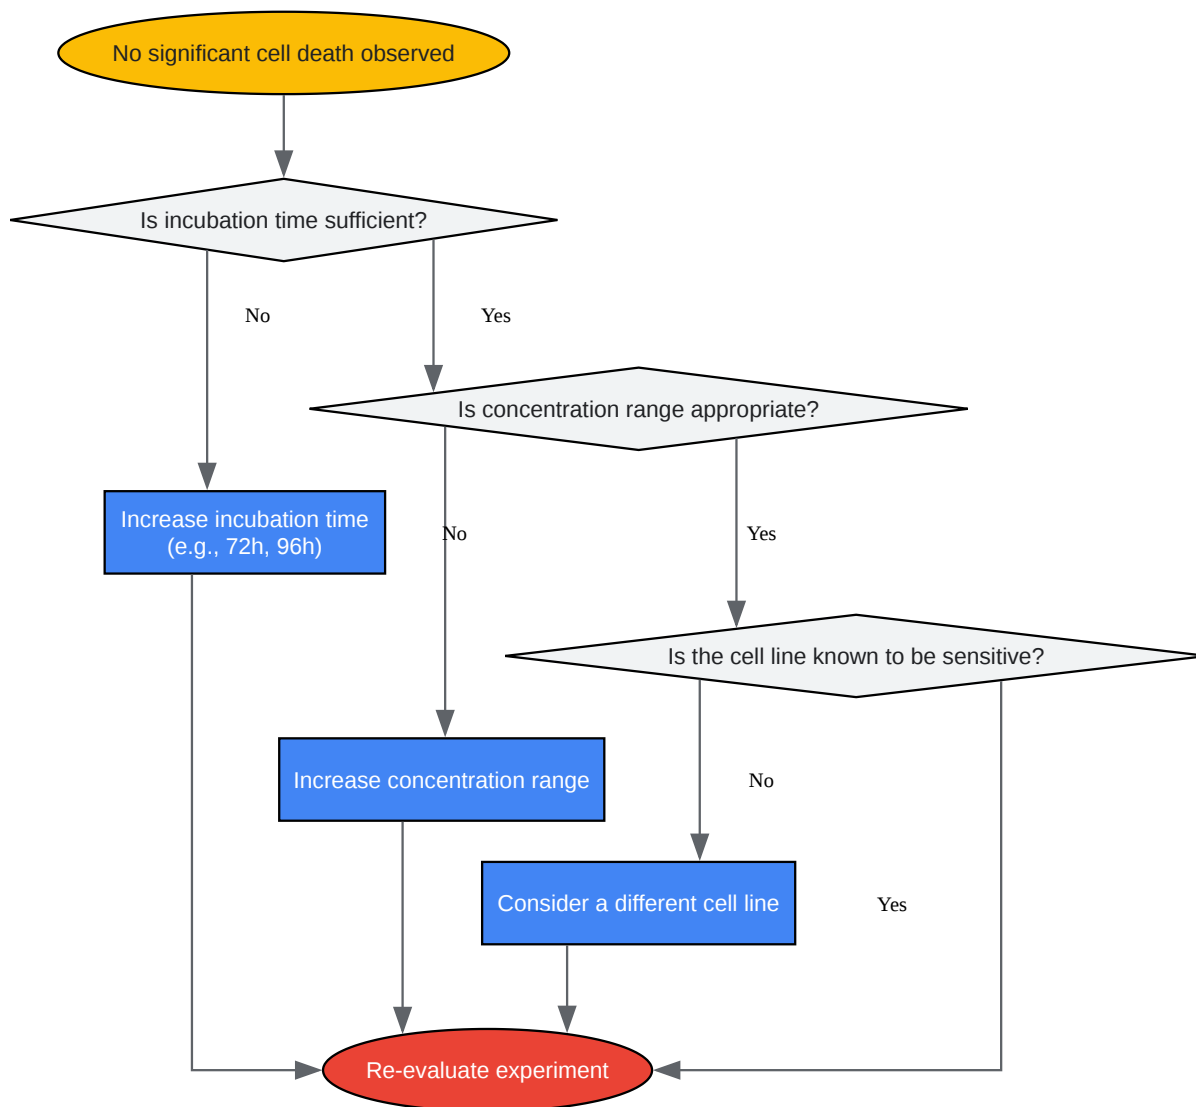 No significant cell death observed
Is incubation time sufficient?
No
Yes
Is concentration range appropriate?
Increase incubation time
(e.g., 72h, 96h)
No
Yes
Is the cell line known to be sensitive?
Increase concentration range
No
Consider a different cell line
Yes
Re-evaluate experiment